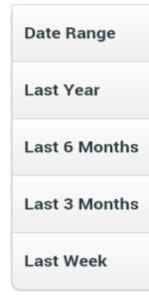 Date Range
Last Year
Last 6 Months
Last 3 Months
Last Week